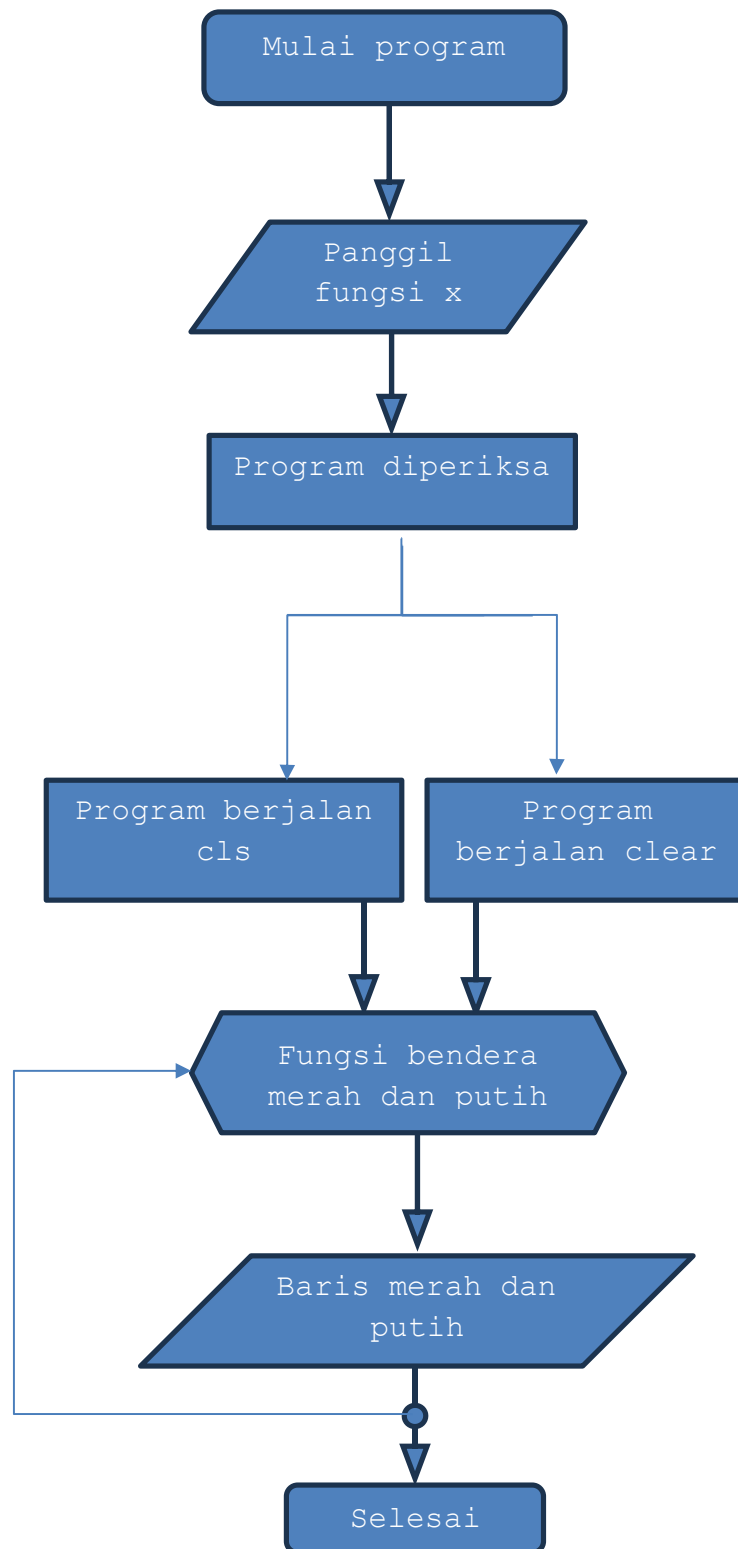 Mulai program
Panggil
fungsi x
Program diperiksa
Program berjalan
cls
Program
berjalan clear
Fungsi bendera
merah dan putih
Baris merah dan
putih
Selesai